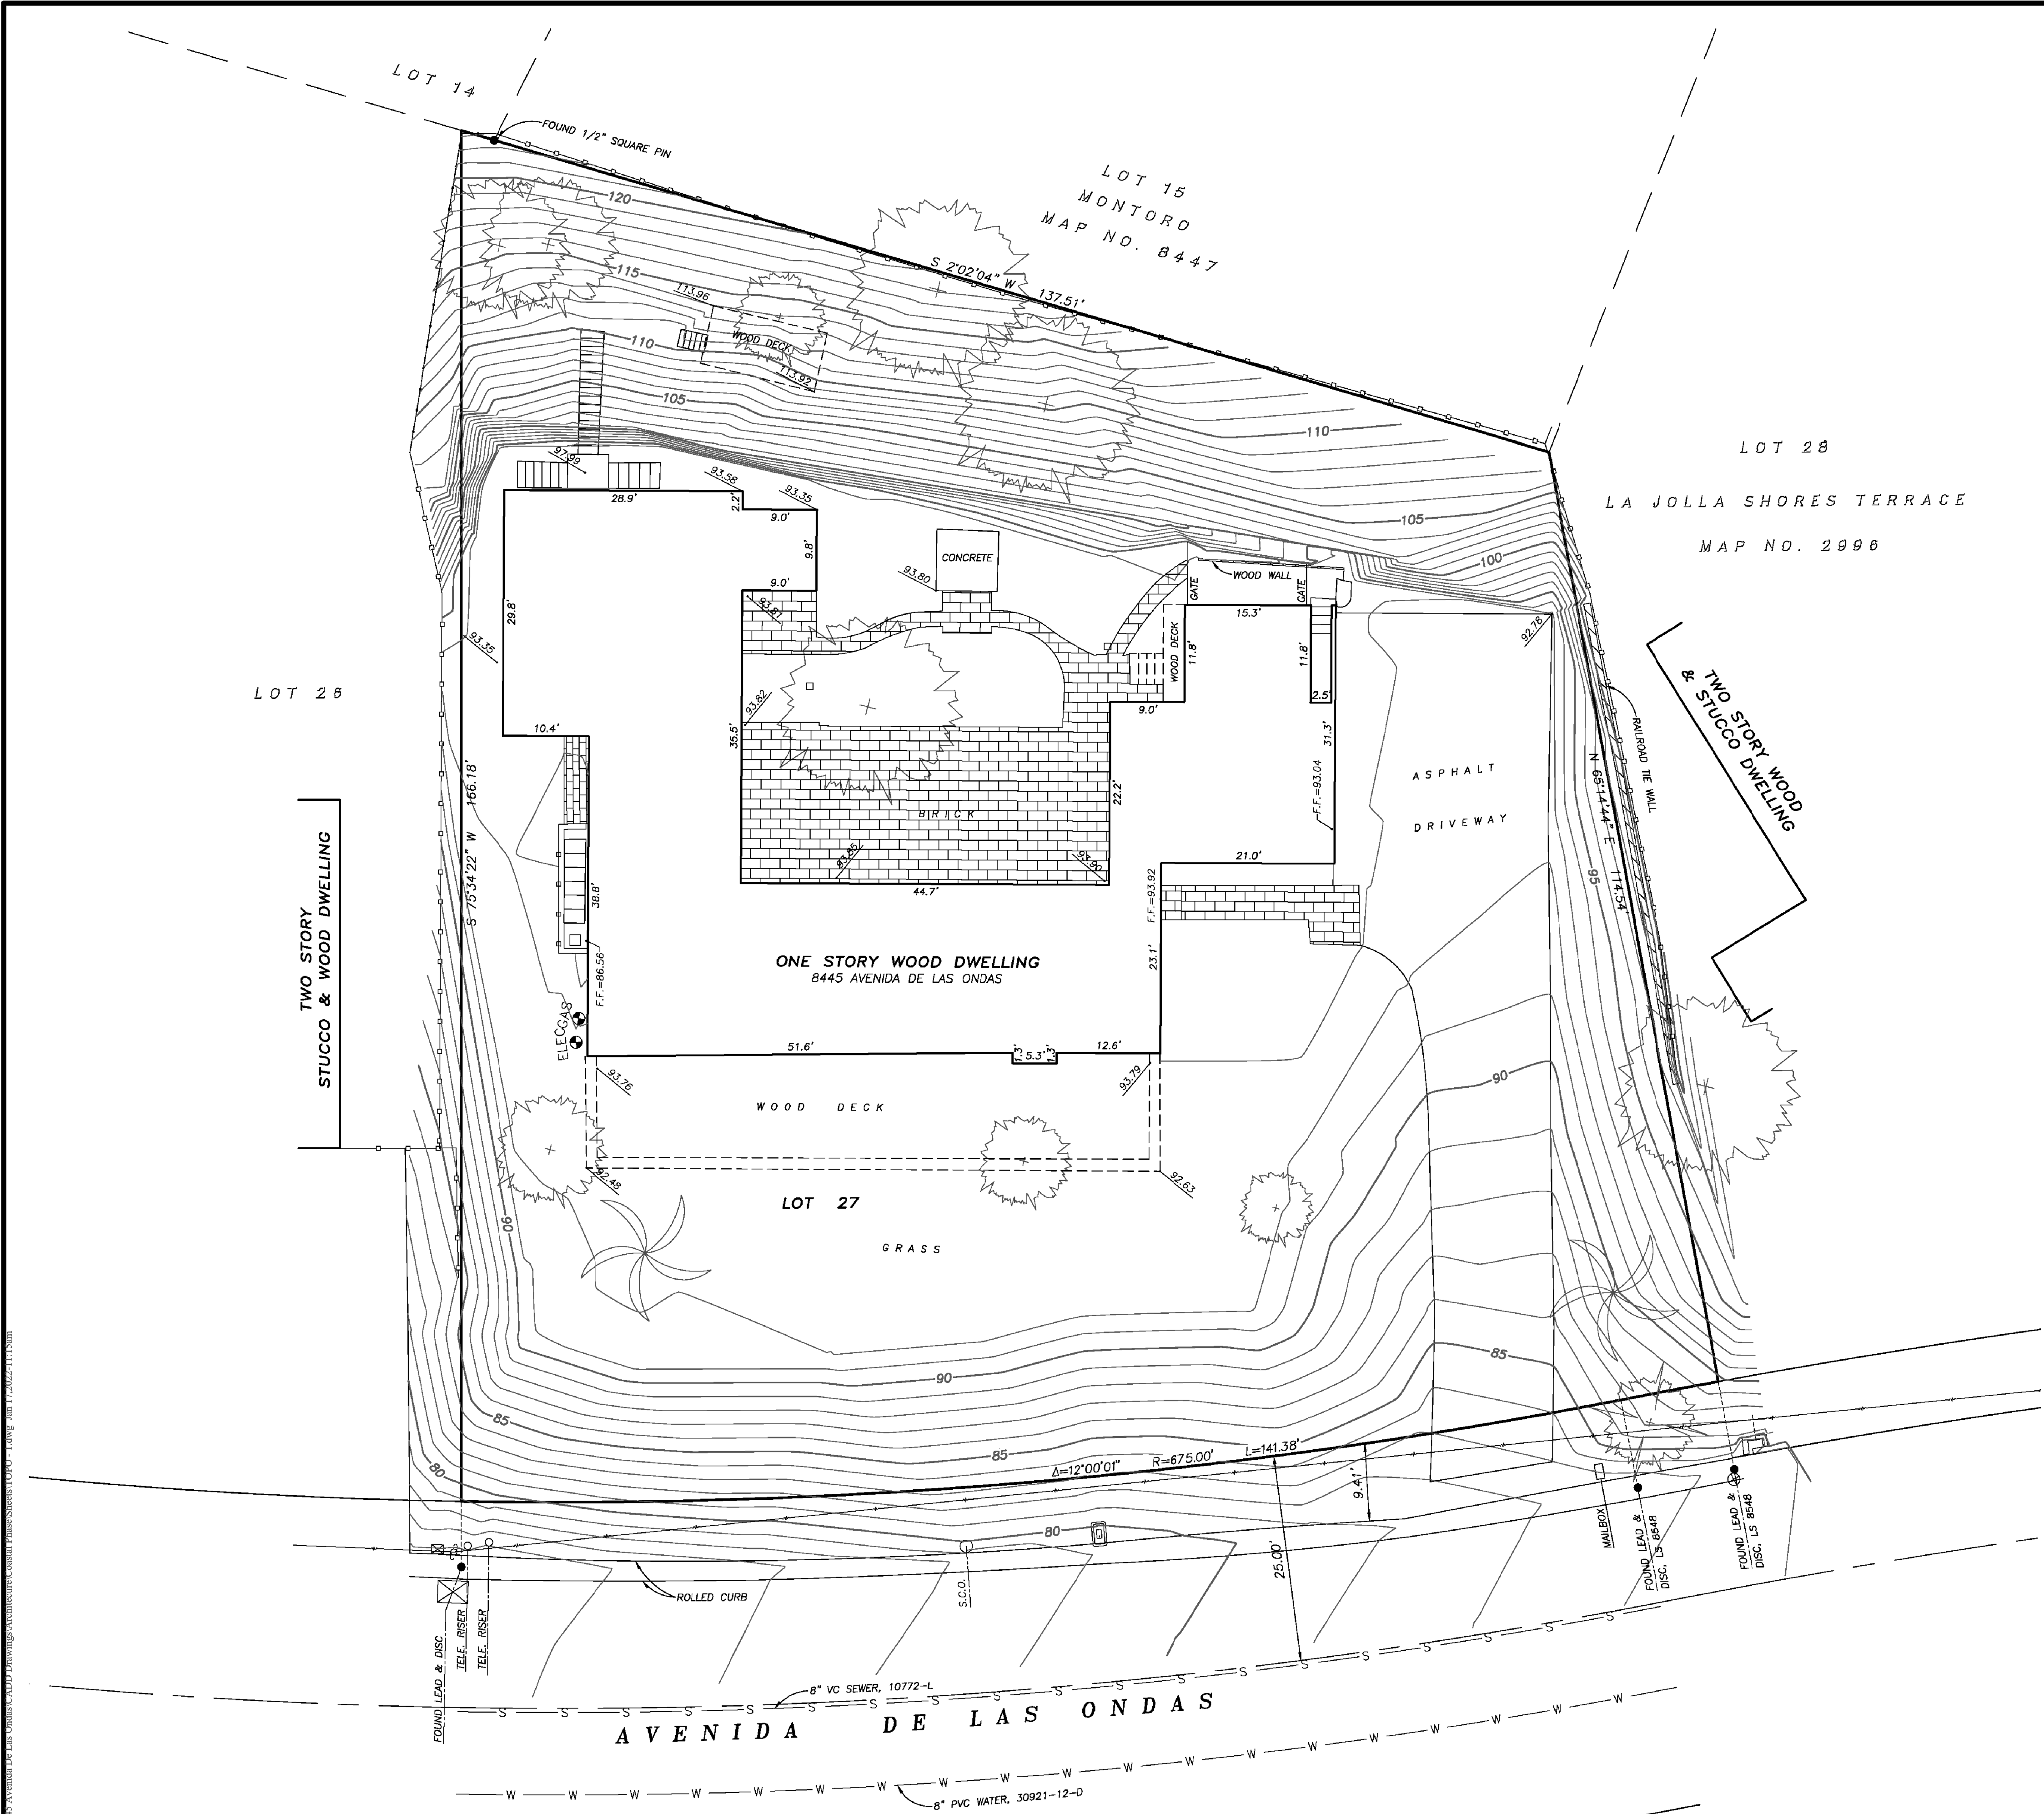 LOT 14
FOUND 1/2" SQUARE PIN
LOT 15
MONTORO
MAP NO. 8447
S 2°02'04" W 137.51'
120
115
113.96
WOOD DECK
113.92
110
105
110
105
100
LOT 28
LA JOLLA SHORES TERRACE
MAP NO. 2996
97.99
28.9'
93.58
2.2'
93.35
9.0'
9.8'
9.0'
93.81
CONCRETE
93.80
GATE
WOOD WALL
GATE
15.3'
WOOD DECK
11.8'
11.8'
2.5'
9.0'
92.78
29.8'
93.35
LOT 26
10.4'
93.82
35.5'
31.3'
F.F.=93.04
22.2'
ASPHALT
DRIVEWAY
BRICK
93.85
93.90
44.7'
21.0'
TWO STORY WOOD
& STUCCO DWELLING
RAILROAD TIE WALL
N 65°14'44" E 114.54'
95
TWO STORY
STUCCO & WOOD DWELLING
S 75°34'22" W 166.18'
38.8'
F.F.=86.56'
F.F.=93.92
23.1'
ONE STORY WOOD DWELLING
8445 AVENIDA DE LAS ONDAS
ELEC
GAS
51.6'
1.3'
5.3'
1.3'
12.6'
93.76
93.79
WOOD DECK
92.48
92.63
90
LOT 27
GRASS
90
90
85
85
85
80
80
Δ=12°00'01" R=675.00' L=141.38'
9.41'
25.00'
MAILBOX
FOUND LEAD &
DISC, LS 8548
FOUND LEAD &
DISC, LS 8548
ROLLED CURB
S.C.O.
FOUND LEAD & DISC
TELE. RISER
TELE. RISER
8" VC SEWER, 10772-L
S S S S S S S S S S S S S S S S S S S
AVENIDA DE LAS ONDAS
W W W W W W W W W W W W W W W W W W W
8" PVC WATER, 30921-12-D